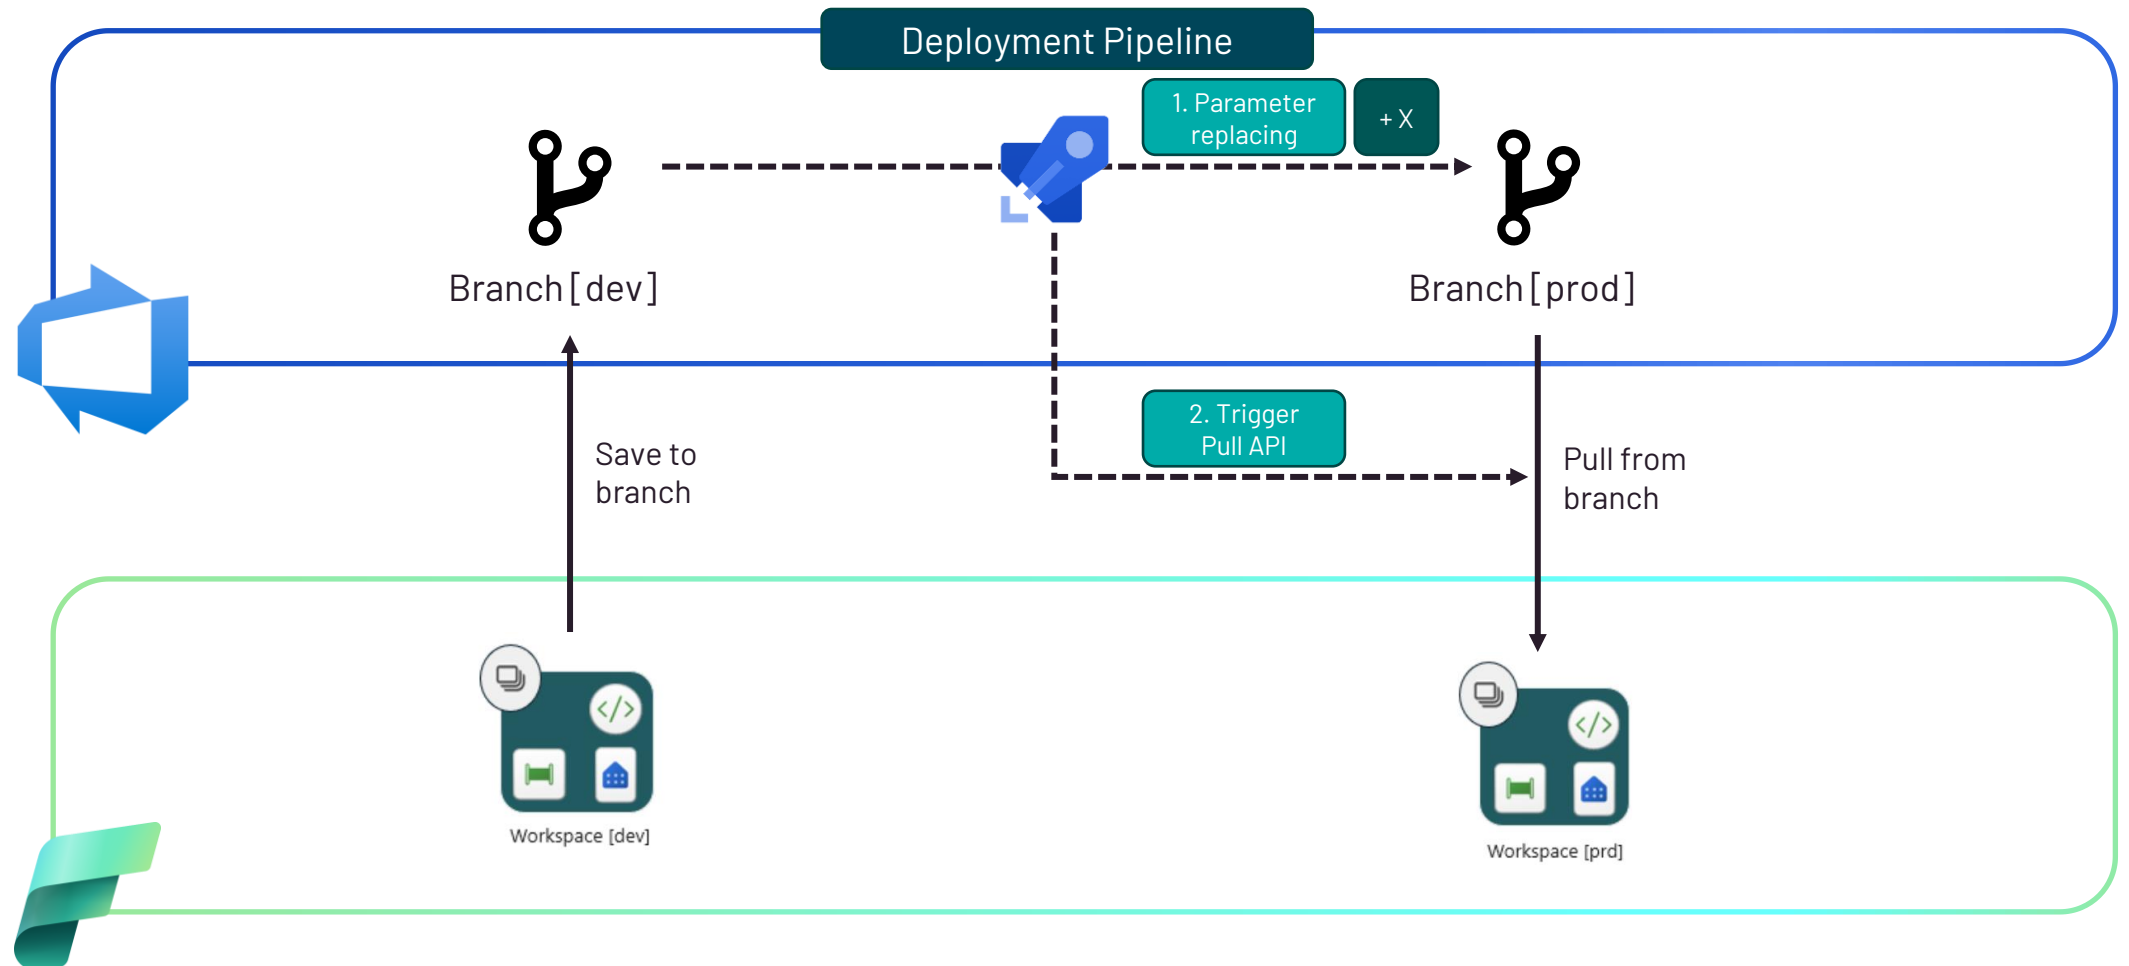 Deployment Pipeline
1. Parameter
replacing
+ X
Branch [dev]
Branch [prod]
2. Trigger
Pull API
Save to
branch
Pull from
branch
</>
</>
Workspace [dev]
Workspace [prd]